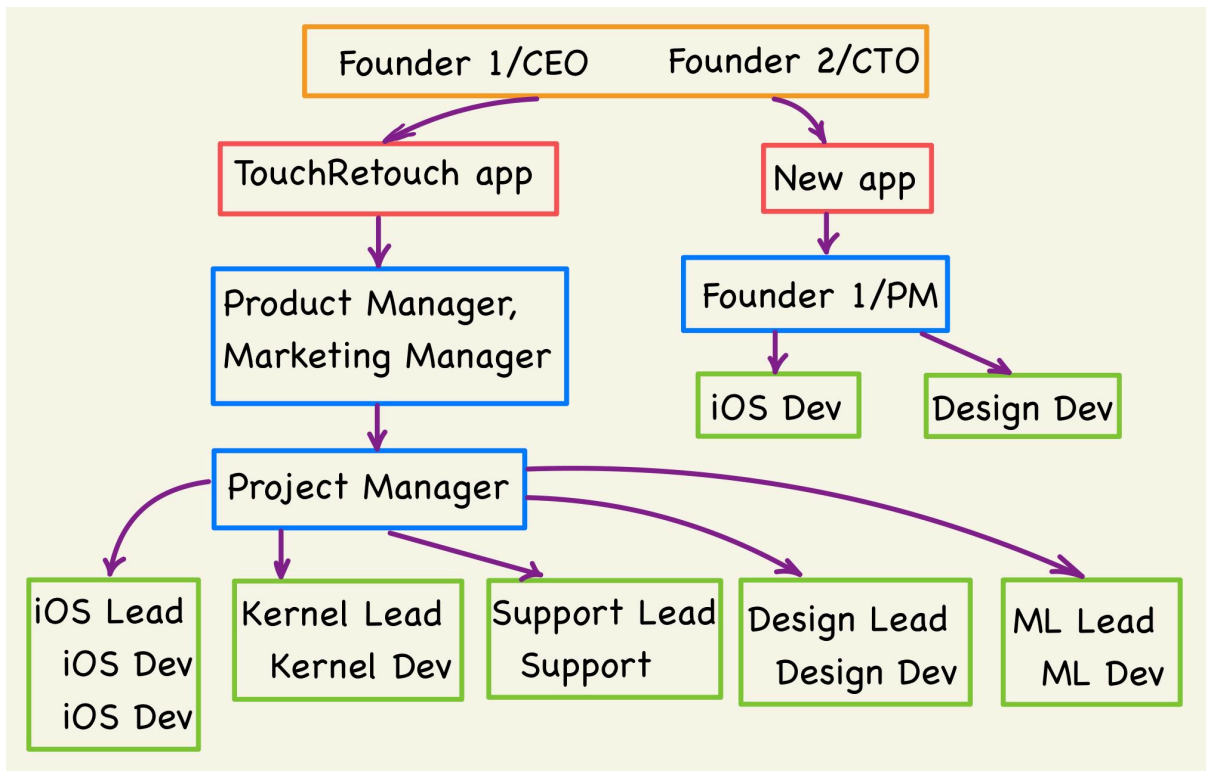 Founder 1/CEO Founder 2/CTO
TouchRetouch app
New app
Product Manager,
Marketing Manager
Founder 1/PM
iOS Dev
Design Dev
Project Manager
iOS Lead
iOS Dev
iOS Dev
Kernel Lead
Kernel Dev
Support Lead
Support
Design Lead
Design Dev
ML Lead
ML Dev